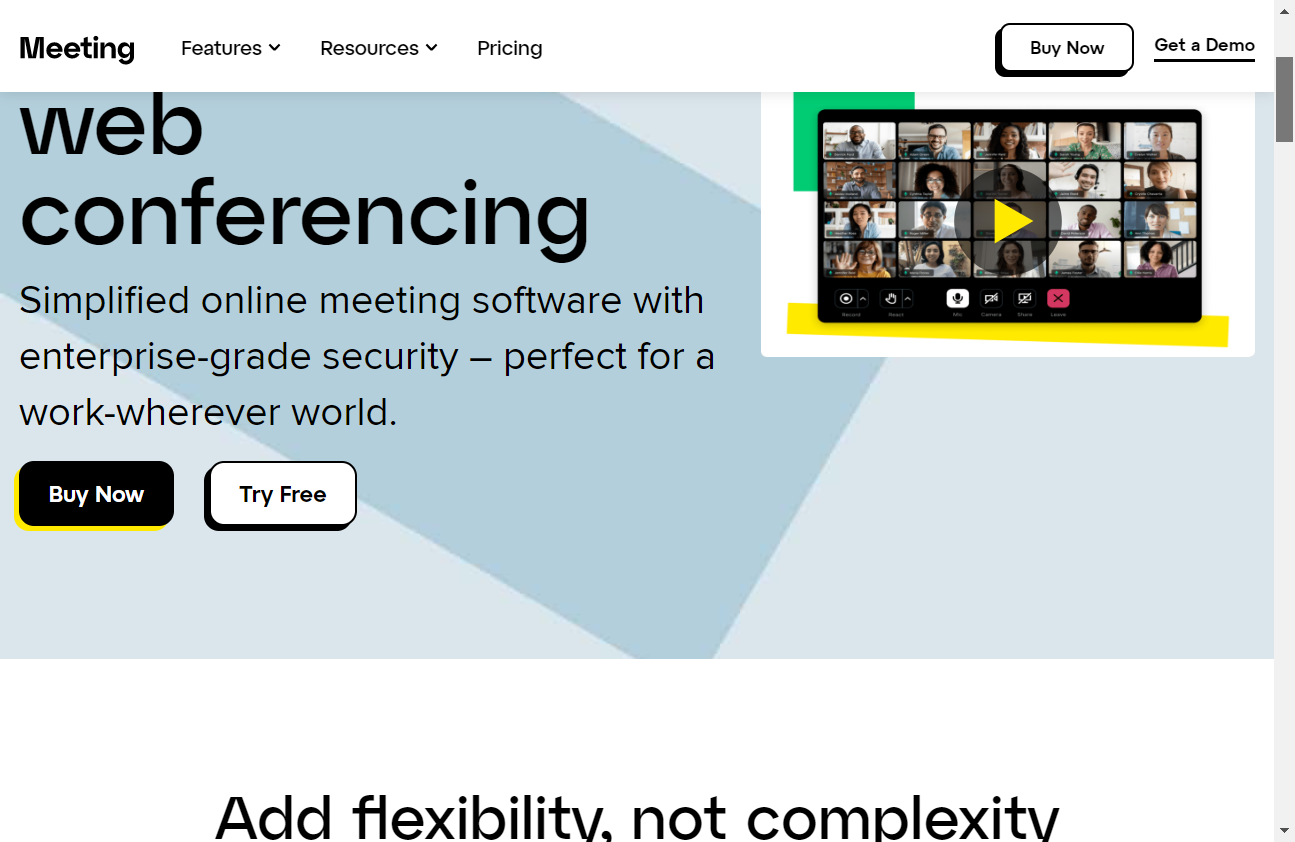 Meeting
Features
Resources
Pricing
Buy Now
Get a Demo
web
conferencing
Simplified online meeting software with
enterprise-grade security – perfect for a
work-wherever world.
Buy Now
Try Free
Record
React
Mic
Camera
Share
Leave
Add flexibility, not complexity